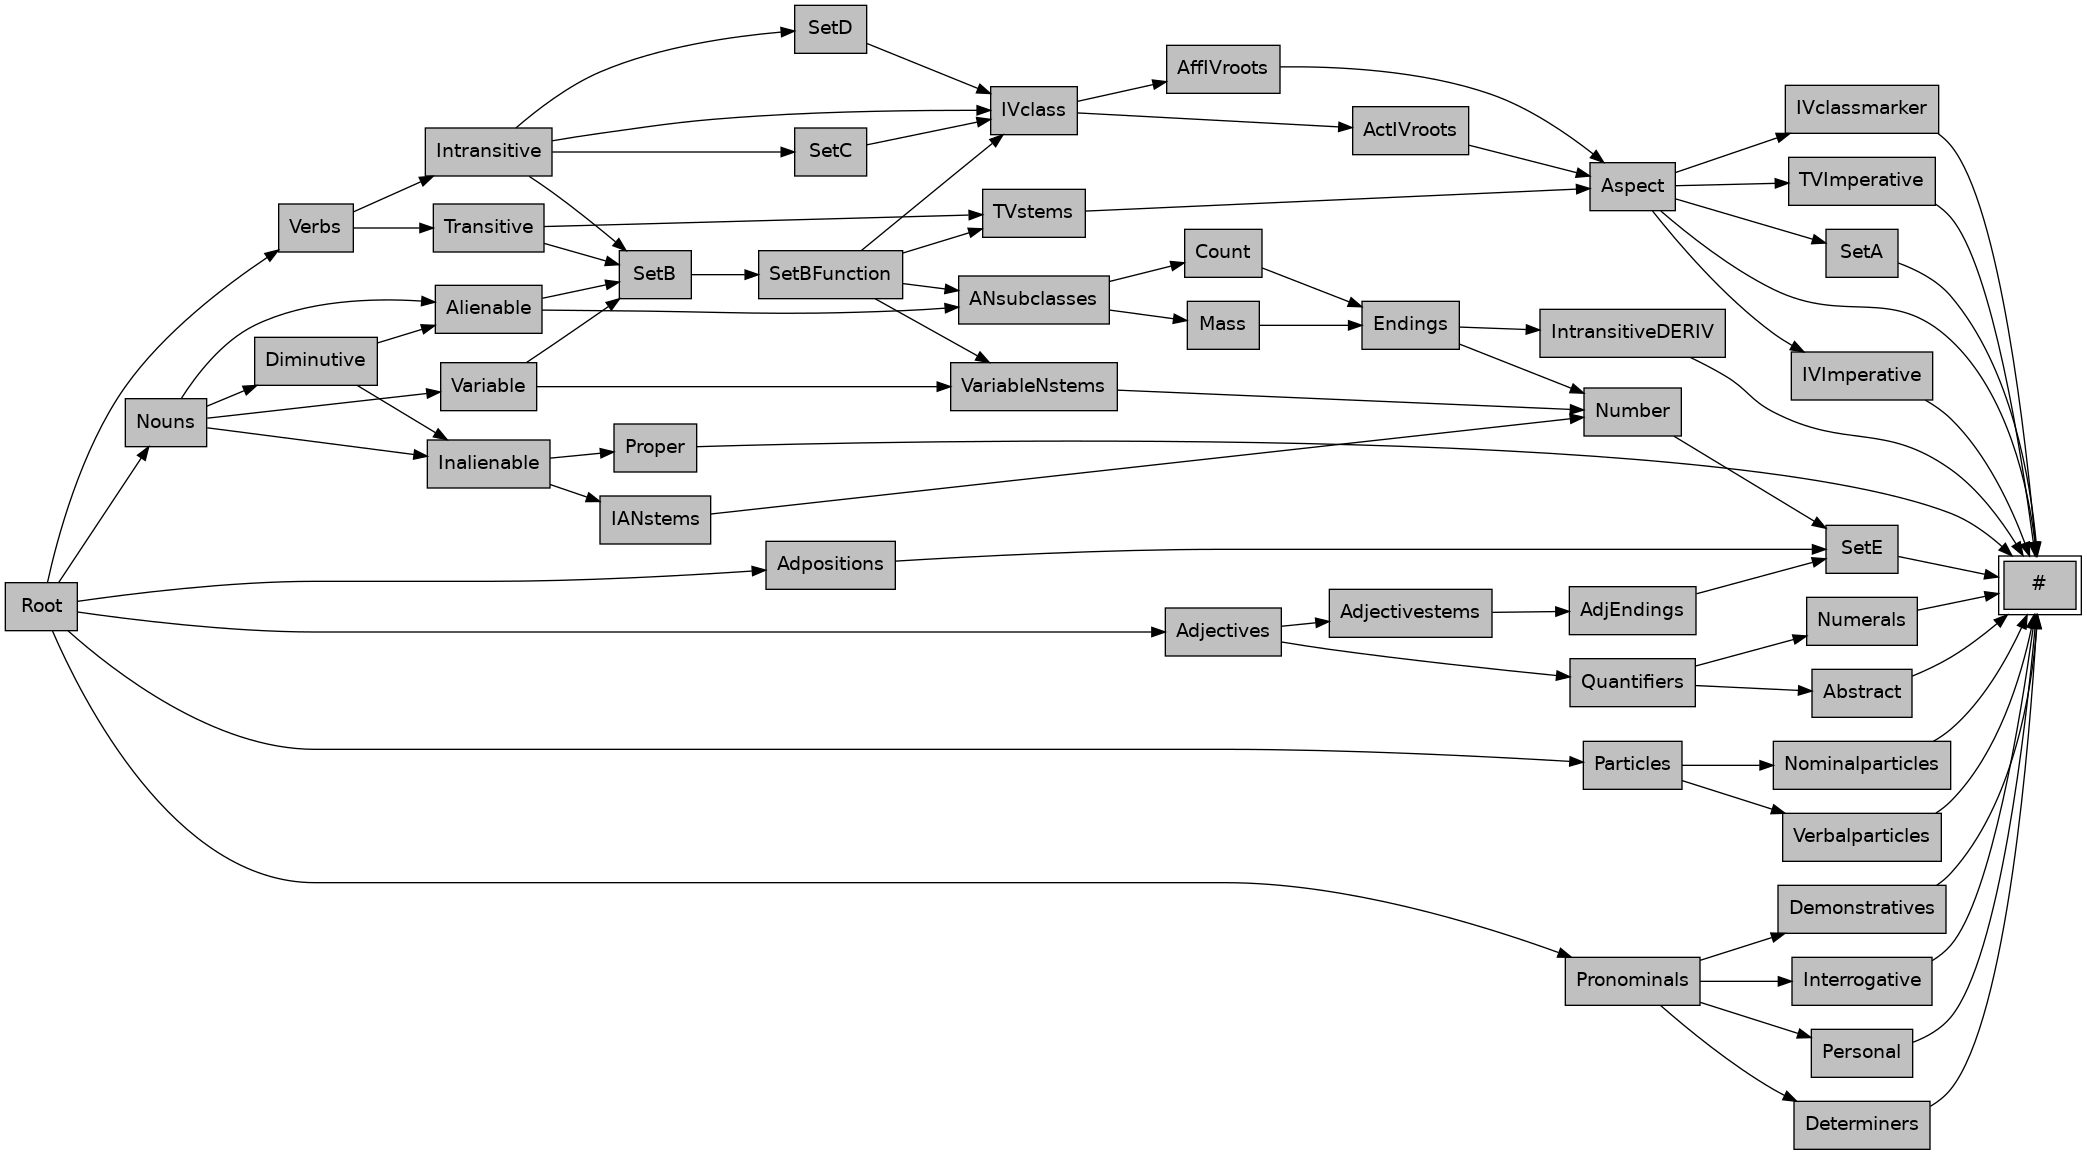 SetD
AffIVroots
IVclass
IVclassmarker
ActIVroots
Intransitive
SetC
TVImperative
Aspect
TVstems
Verbs
Transitive
SetA
Count
SetB
SetBFunction
ANsubclasses
Alienable
Mass
Endings
IntransitiveDERIV
Diminutive
IVImperative
Variable
VariableNstems
Number
Nouns
Proper
Inalienable
IANstems
SetE
Adpositions
#
Root
AdjEndings
Adjectivestems
Numerals
Adjectives
Quantifiers
Abstract
Particles
Nominalparticles
Verbalparticles
Demonstratives
Pronominals
Interrogative
Personal
Determiners